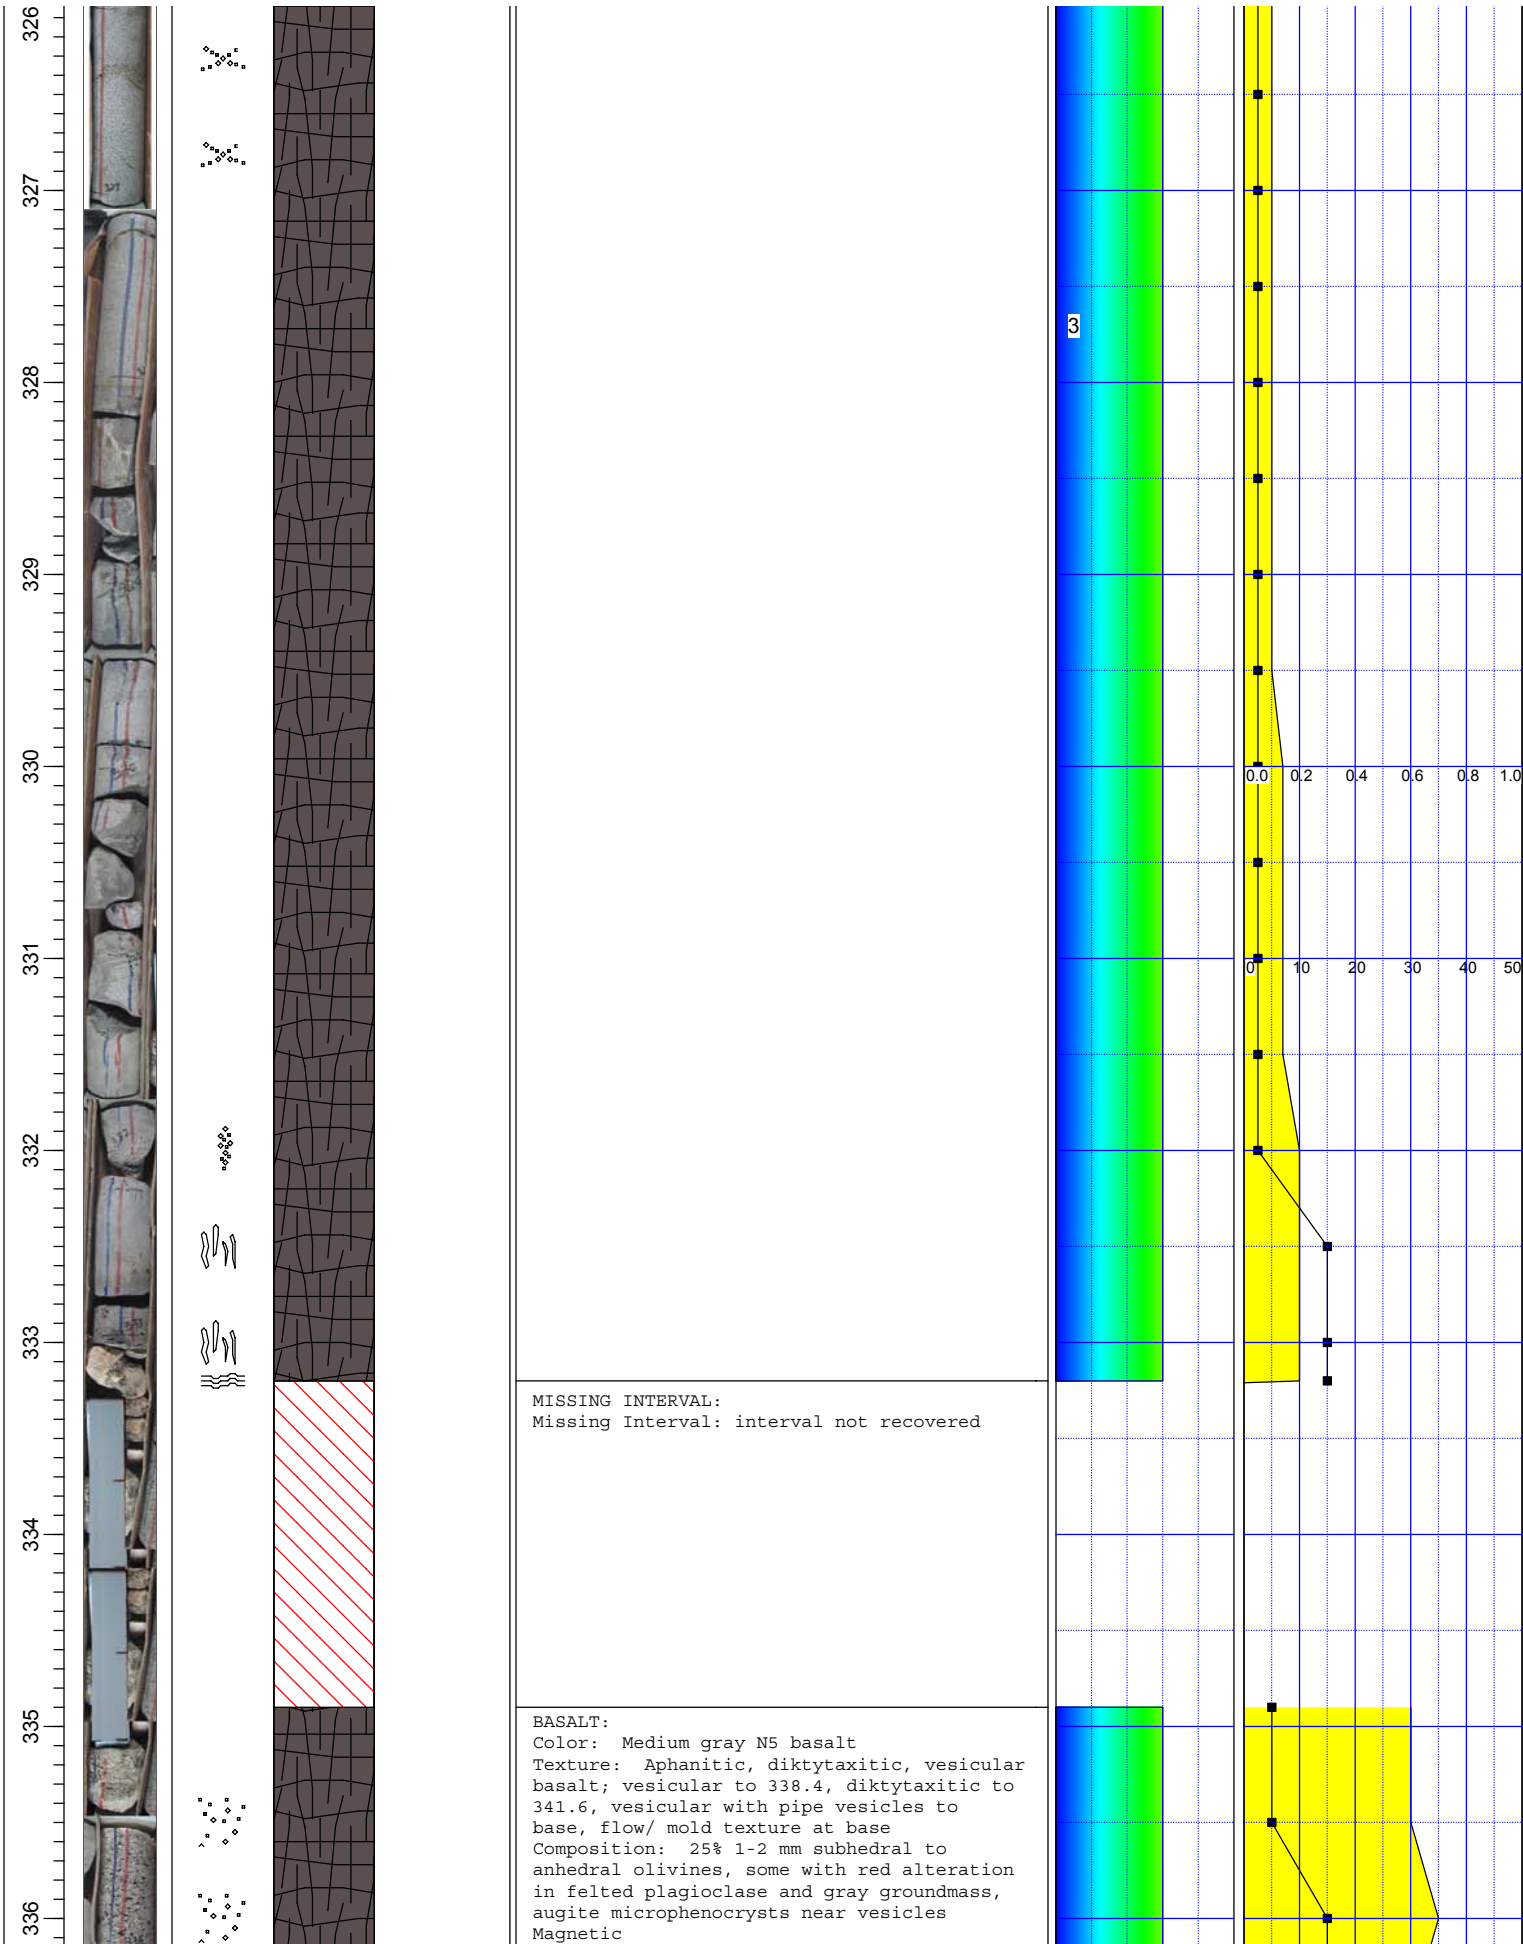 326
327
3
328
329
330
0.0 0.2 0.4 0.6 0.8 1.0
331
0 10 20 30 40 50
332
333
MISSING INTERVAL:
Missing Interval: interval not recovered
334
335
BASALT:
Color: Medium gray N5 basalt
Texture: Aphanitic, diktytaxitic, vesicular
basalt; vesicular to 338.4, diktytaxitic to
341.6, vesicular with pipe vesicles to
base, flow/ mold texture at base
Composition: 25% 1-2 mm subhedral to
anhedral olivines, some with red alteration
in felted plagioclase and gray groundmass,
augite microphenocrysts near vesicles
Magnetic
336